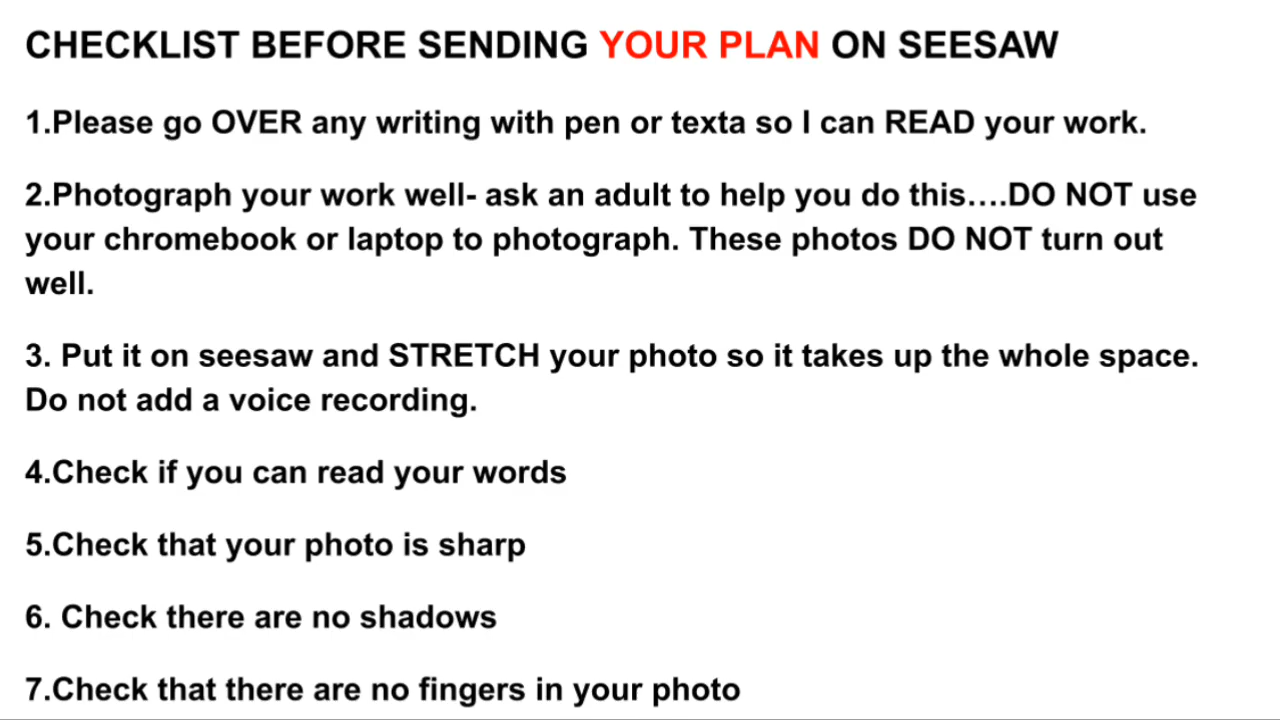 CHECKLIST BEFORE SENDING YOUR PLAN ON SEESAW
1.Please go OVER any writing with pen or texta so I can READ your work.
2.Photograph your work well- ask an adult to help you do this....DO NOT use
your chromebook or laptop to photograph. These photos DO NOT turn out
well.
3. Put it on seesaw and STRETCH your photo so it takes up the whole space.
Do not add a voice recording.
4.Check if you can read your words
5.Check that your photo is sharp
6. Check there are no shadows
7.Check that there are no fingers in your photo